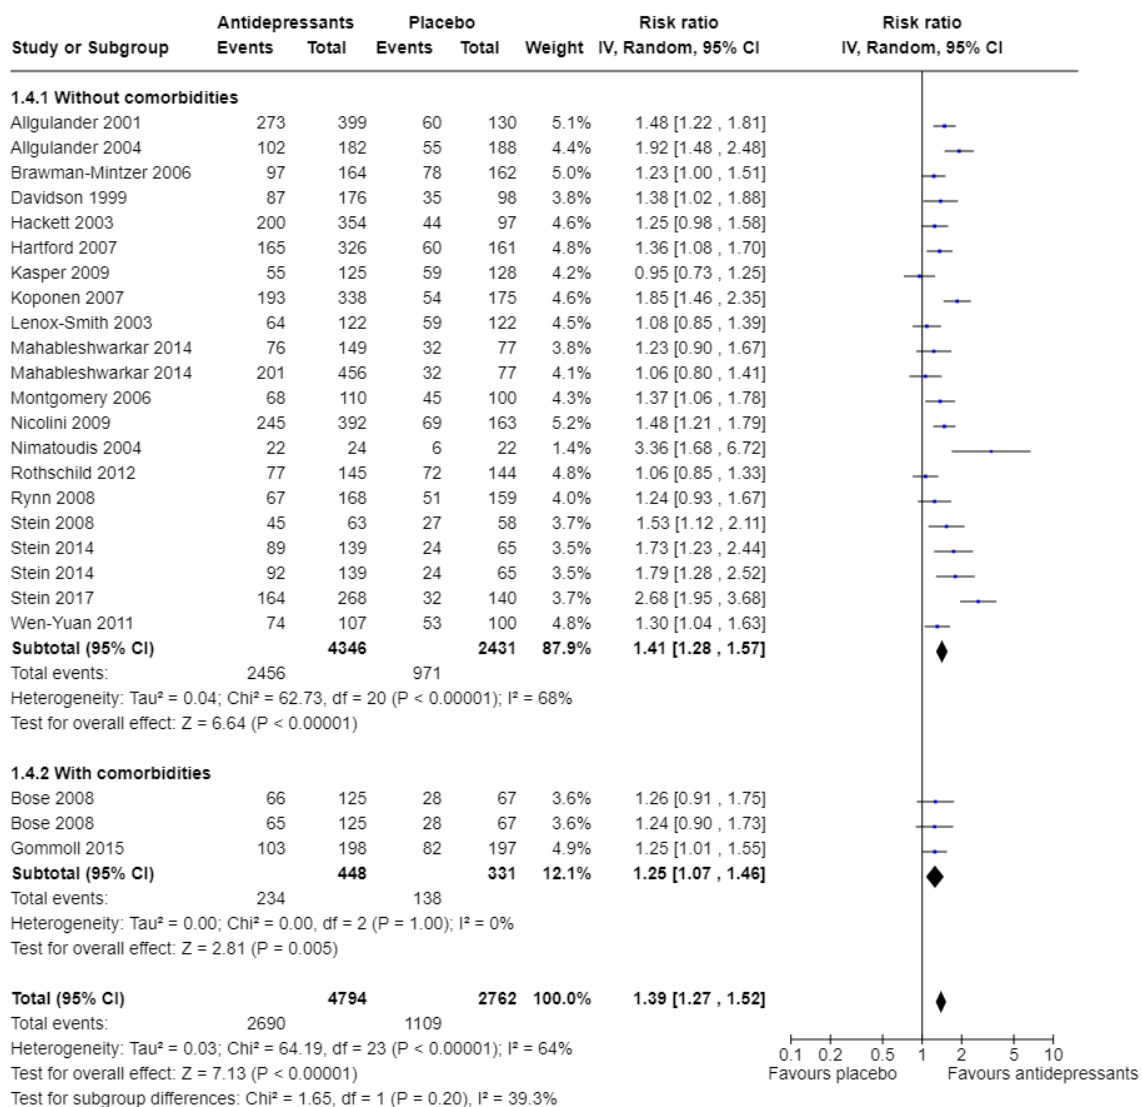 Antidepressants Placebo Risk ratio Risk ratio
Study or Subgroup Events Total Events Total Weight IV, Random, 95% CI IV, Random, 95% CI
1.4.1 Without comorbidities
Allgulander 2001 273 399 60 130 5.1% 1.48 [1.22 , 1.81]
Allgulander 2004 102 182 55 188 4.4% 1.92 [1.48 , 2.48]
Brawman-Mintzer 2006 97 164 78 162 5.0% 1.23 [1.00 , 1.51]
Davidson 1999 87 176 35 98 3.8% 1.38 [1.02 , 1.88]
Hackett 2003 200 354 44 97 4.6% 1.25 [0.98 , 1.58]
Hartford 2007 165 326 60 161 4.8% 1.36 [1.08 , 1.70]
Kasper 2009 55 125 59 128 4.2% 0.95 [0.73 , 1.25]
Koponen 2007 193 338 54 175 4.6% 1.85 [1.46 , 2.35]
Lenox-Smith 2003 64 122 59 122 4.5% 1.08 [0.85 , 1.39]
Mahableshwarkar 2014 76 149 32 77 3.8% 1.23 [0.90 , 1.67]
Mahableshwarkar 2014 201 456 32 77 4.1% 1.06 [0.80 , 1.41]
Montgomery 2006 68 110 45 100 4.3% 1.37 [1.06 , 1.78]
Nicolini 2009 245 392 69 163 5.2% 1.48 [1.21 , 1.79]
Nimatoudis 2004 22 24 6 22 1.4% 3.36 [1.68 , 6.72]
Rothschild 2012 77 145 72 144 4.8% 1.06 [0.85 , 1.33]
Rynn 2008 67 168 51 159 4.0% 1.24 [0.93 , 1.67]
Stein 2008 45 63 27 58 3.7% 1.53 [1.12 , 2.11]
Stein 2014 89 139 24 65 3.5% 1.73 [1.23 , 2.44]
Stein 2014 92 139 24 65 3.5% 1.79 [1.28 , 2.52]
Stein 2017 164 268 32 140 3.7% 2.68 [1.95 , 3.68]
Wen-Yuan 2011 74 107 53 100 4.8% 1.30 [1.04 , 1.63]
Subtotal (95% CI) 4346 2431 87.9% 1.41 [1.28 , 1.57]
Total events: 2456 971
Heterogeneity: Tau² = 0.04; Chi² = 62.73, df = 20 (P < 0.00001); I² = 68%
Test for overall effect: Z = 6.64 (P < 0.00001)
1.4.2 With comorbidities
Bose 2008 66 125 28 67 3.6% 1.26 [0.91 , 1.75]
Bose 2008 65 125 28 67 3.6% 1.24 [0.90 , 1.73]
Gommoll 2015 103 198 82 197 4.9% 1.25 [1.01 , 1.55]
Subtotal (95% CI) 448 331 12.1% 1.25 [1.07 , 1.46]
Total events: 234 138
Heterogeneity: Tau² = 0.00; Chi² = 0.00, df = 2 (P = 1.00); I² = 0%
Test for overall effect: Z = 2.81 (P = 0.005)
Total (95% CI) 4794 2762 100.0% 1.39 [1.27 , 1.52]
Total events: 2690 1109
Heterogeneity: Tau² = 0.03; Chi² = 64.19, df = 23 (P < 0.00001); I² = 64%
Test for overall effect: Z = 7.13 (P < 0.00001)
Test for subgroup differences: Chi² = 1.65, df = 1 (P = 0.20), I² = 39.3%
0.1 0.2 0.5 1 2 5 10
Favours placebo Favours antidepressants